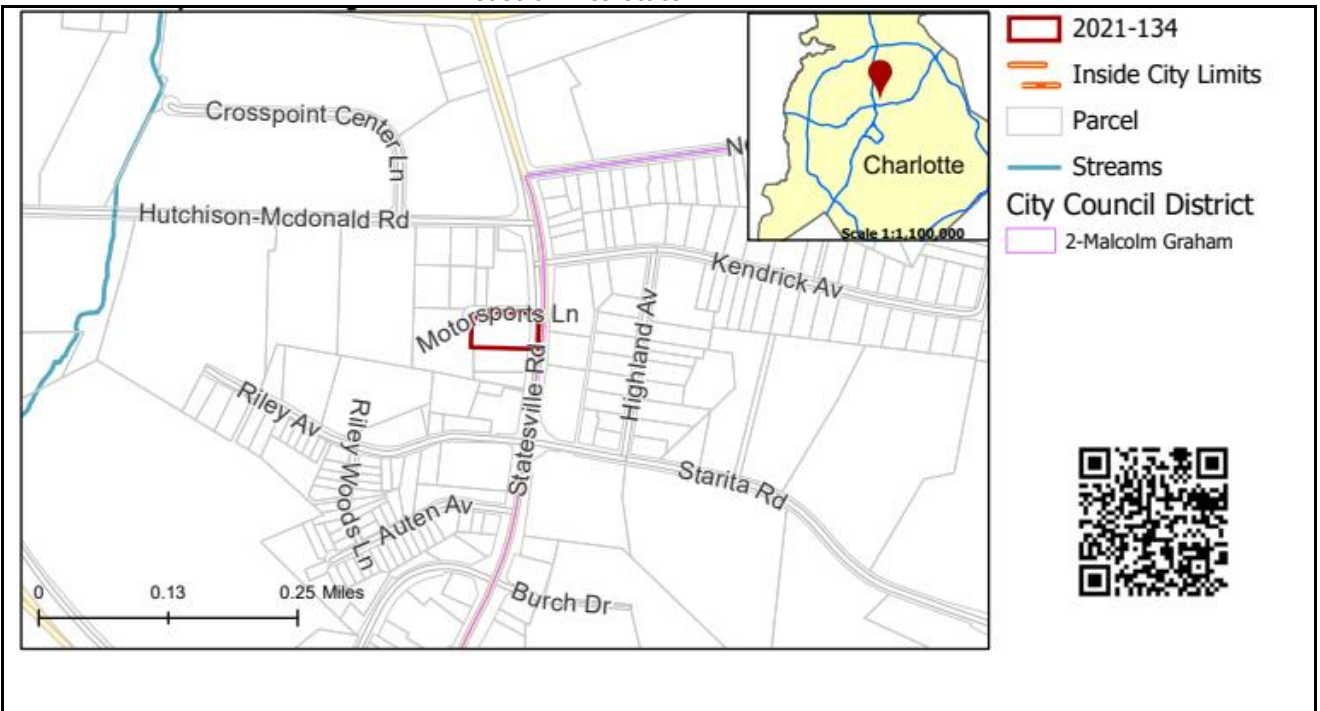 Crosspoint Center Ln
Hutchison-Mcdonald Rd
Motorsports Ln
Kendrick Av
Highland Av
Statesville Rd
Riley Av
Riley Woods Ln
Auten Av
Starita Rd
Burch Dr
0 0.13 0.25 Miles
Charlotte
Scale 1:1,100,000
2021-134
Inside City Limits
Parcel
Streams
City Council District
2-Malcolm Graham